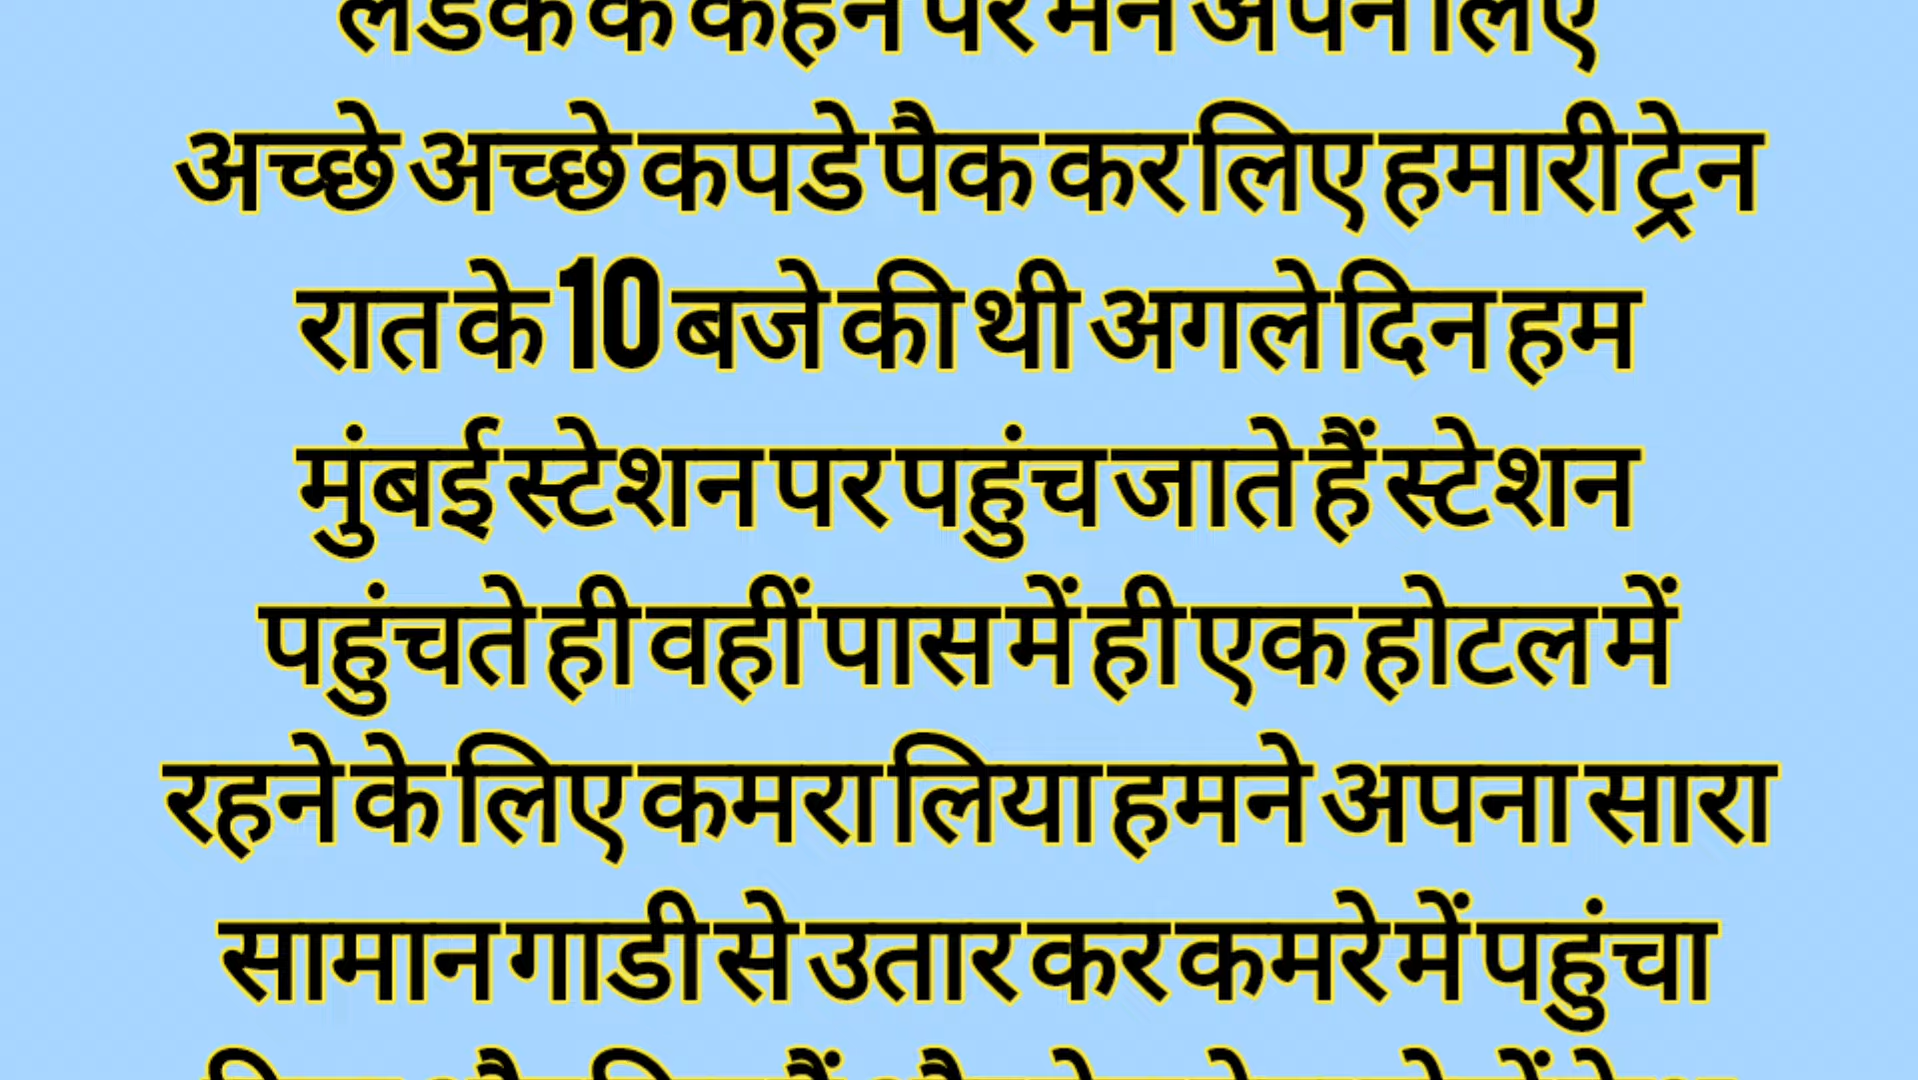 लडके के कहने पर मैंने अपने लिए
अच्छे अच्छे कपडे पैक कर लिए हमारी ट्रेन
रात के 10 बजे की थी अगले दिन हम
मुंबई स्टेशन पर पहुंच जाते हैं स्टेशन
पहुंचते ही वहीं पास में ही एक होटल में
रहने के लिए कमरा लिया हमने अपना सारा
सामान गाडी से उतार कर कमरे में पहुंचा